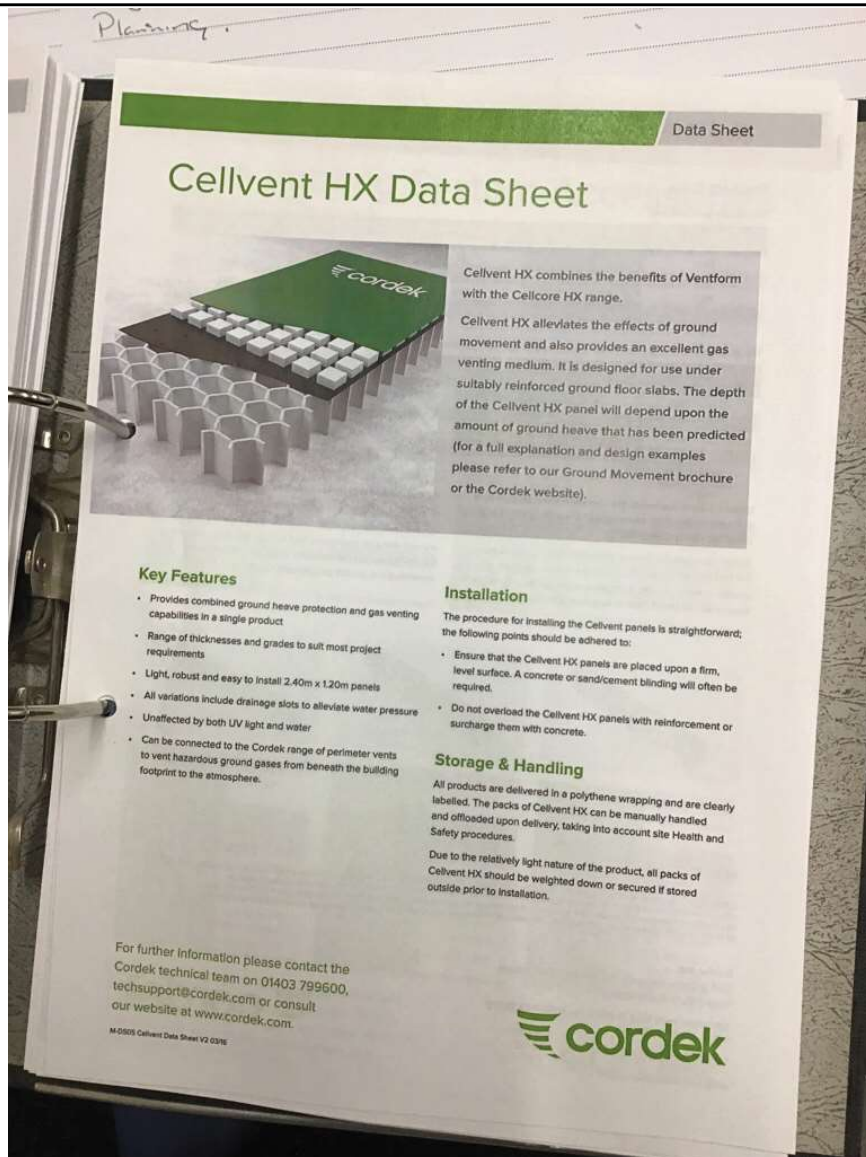 Planning.
Data Sheet
Cellvent HX Data Sheet
cordek
Cellvent HX combines the benefits of Ventform
with the Cellcore HX range.
Cellvent HX alleviates the effects of ground
movement and also provides an excellent gas
venting medium. It is designed for use under
suitably reinforced ground floor slabs. The depth
of the Cellvent HX panel will depend upon the
amount of ground heave that has been predicted
(for a full explanation and design examples
please refer to our Ground Movement brochure
or the Cordek website).
Key Features
• Provides combined ground heave protection and gas venting
capabilities in a single product
• Range of thicknesses and grades to suit most project
requirements
• Light, robust and easy to install 2.40m x 1.20m panels
• All variations include drainage slots to alleviate water pressure
• Unaffected by both UV light and water
• Can be connected to the Cordek range of perimeter vents
to vent hazardous ground gases from beneath the building
footprint to the atmosphere.
Installation
The procedure for installing the Cellvent panels is straightforward;
the following points should be adhered to:
• Ensure that the Cellvent HX panels are placed upon a firm,
level surface. A concrete or sand/cement blinding will often be
required.
• Do not overload the Cellvent HX panels with reinforcement or
surcharge them with concrete.
Storage & Handling
All products are delivered in a polythene wrapping and are clearly
labelled. The packs of Cellvent HX can be manually handled
and offloaded upon delivery, taking into account site Health and
Safety procedures.
Due to the relatively light nature of the product, all packs of
Cellvent HX should be weighted down or secured if stored
outside prior to installation.
For further information please contact the
Cordek technical team on 01403 799600,
techsupport@cordek.com or consult
our website at www.cordek.com.
M-DS05 Cellvent Data Sheet V2 03/16
cordek